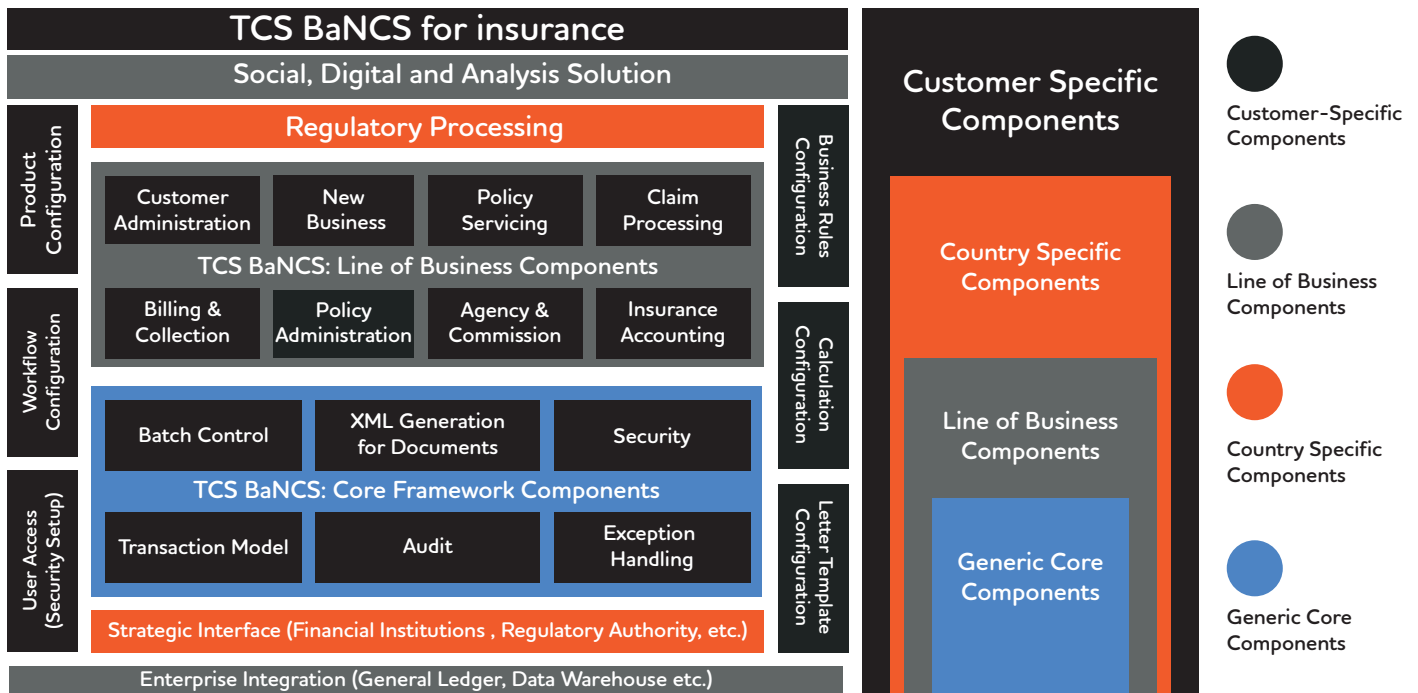 TCS BaNCS for insurance
Social, Digital and Analysis Solution
Product
Configuration
Workflow
Configuration
User Access
(Security Setup)
Regulatory Processing
Customer
Administration
New
Business
Policy
Servicing
Claim
Processing
TCS BaNCS: Line of Business Components
Billing &
Collection
Policy
Administration
Agency &
Commission
Insurance
Accounting
Batch Control
XML Generation
for Documents
Security
TCS BaNCS: Core Framework Components
Transaction Model
Audit
Exception
Handling
Strategic Interface (Financial Institutions , Regulatory Authority, etc.)
Business Rules
Configuration
Calculation
Configuration
Letter Template
Configuration
Enterprise Integration (General Ledger, Data Warehouse etc.)
Customer Specific
Components
Country Specific
Components
Line of Business
Components
Generic Core
Components
Customer-Specific
Components
Line of Business
Components
Country Specific
Components
Generic Core
Components